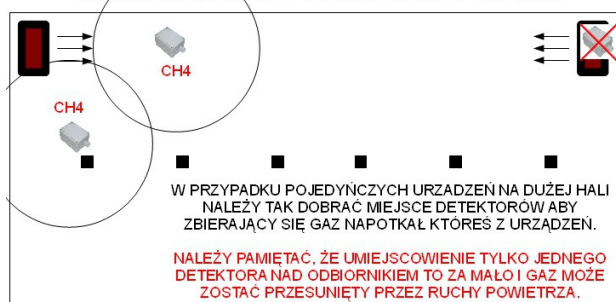 CH4
CH4
W PRZYPADKU POJEDYŃCZYCH URZADZEŃ NA DUŻEJ HALI
NALEŻY TAK DOBRAĆ MIEJSCE DETEKTORÓW ABY
ZBIERAJĄCY SIĘ GAZ NAPOTKAŁ KTÓREŚ Z URZĄDZEŃ.
NALEŻY PAMIĘTAĆ, ŻE UMIEJSCOWIENIE TYLKO JEDNEGO
DETEKTORA NAD ODBIORNIKIEM TO ZA MAŁO I GAZ MOŻE
ZOSTAĆ PRZESUNIĘTY PRZEZ RUCHY POWIETRZA.